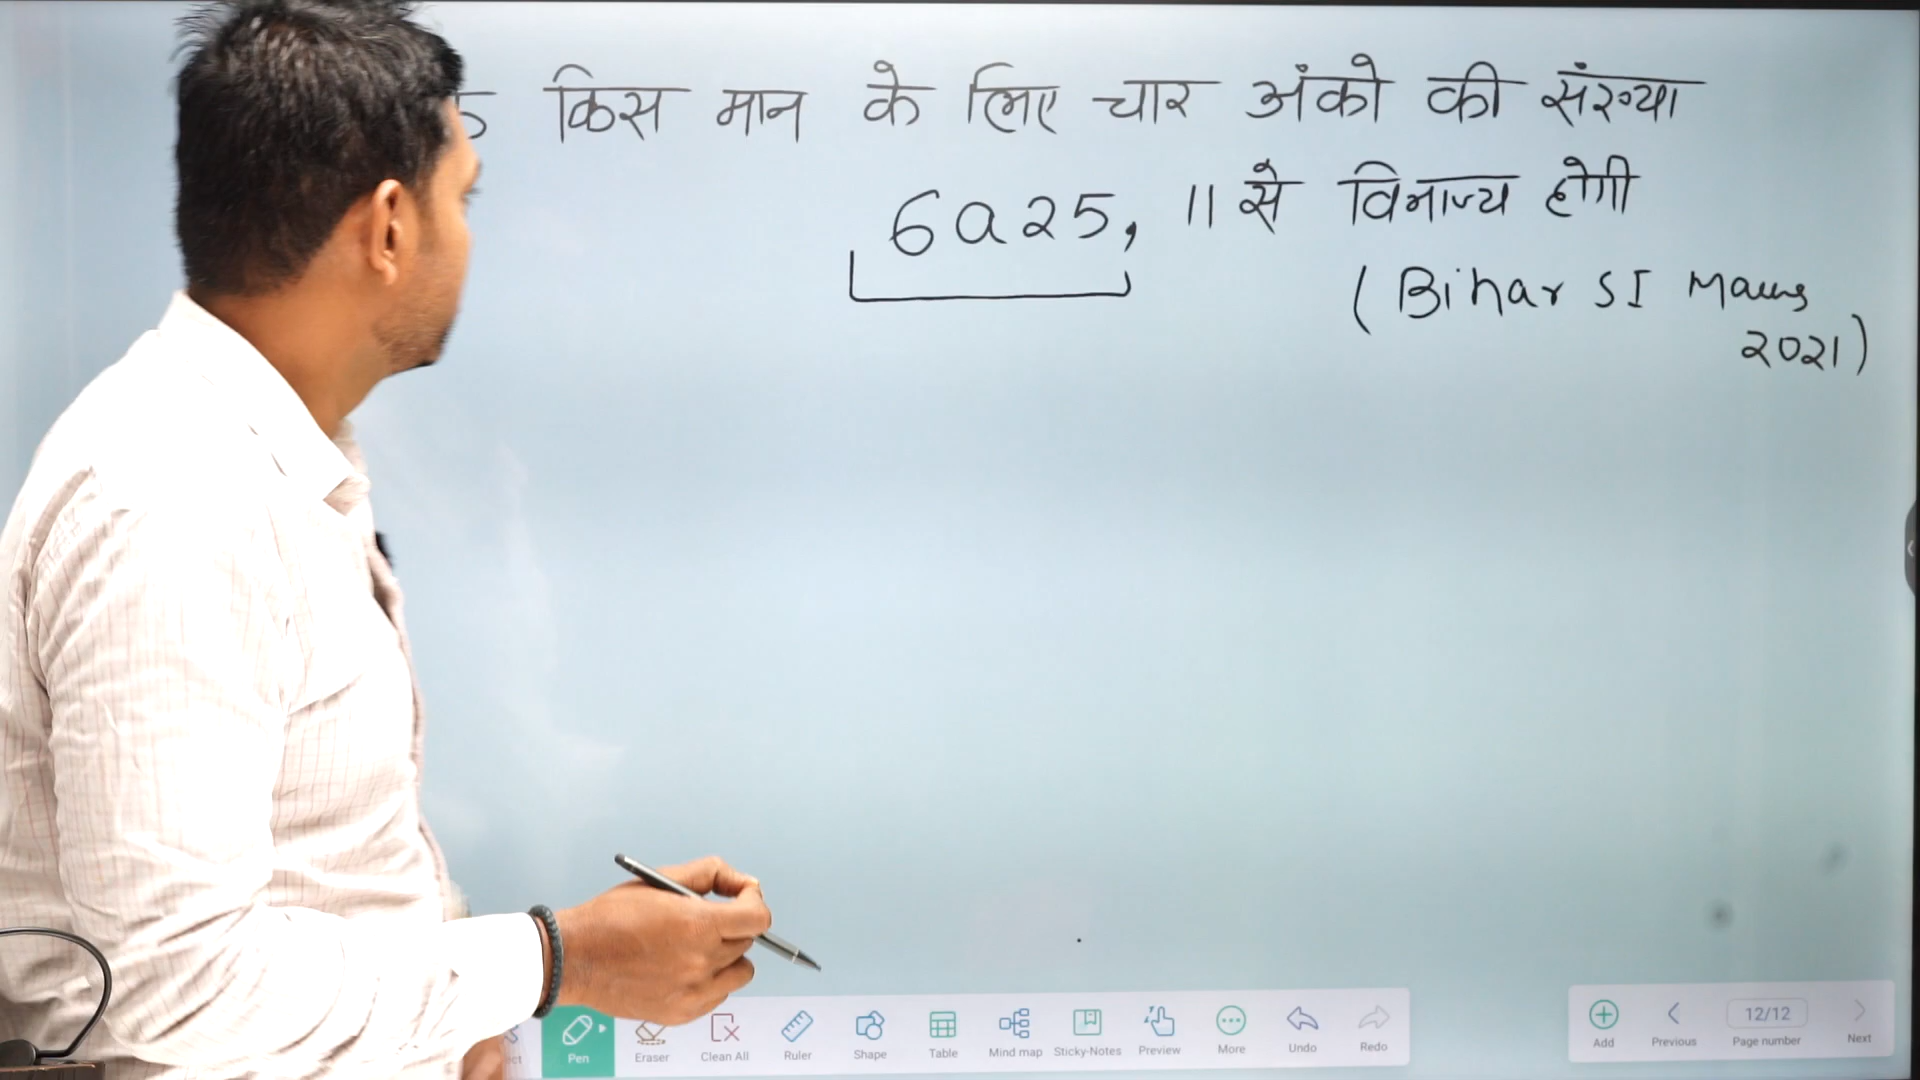 किस मान के लिए चार अंको की संख्या
6a25, 11 से विभाज्य होगी
(Bihar SI Mains
2021)
Pen
Eraser
Clean All
Ruler
Shape
Table
Mind map
Sticky-Notes
Preview
More
Undo
Redo
Add
Previous
12/12
Page number
Next